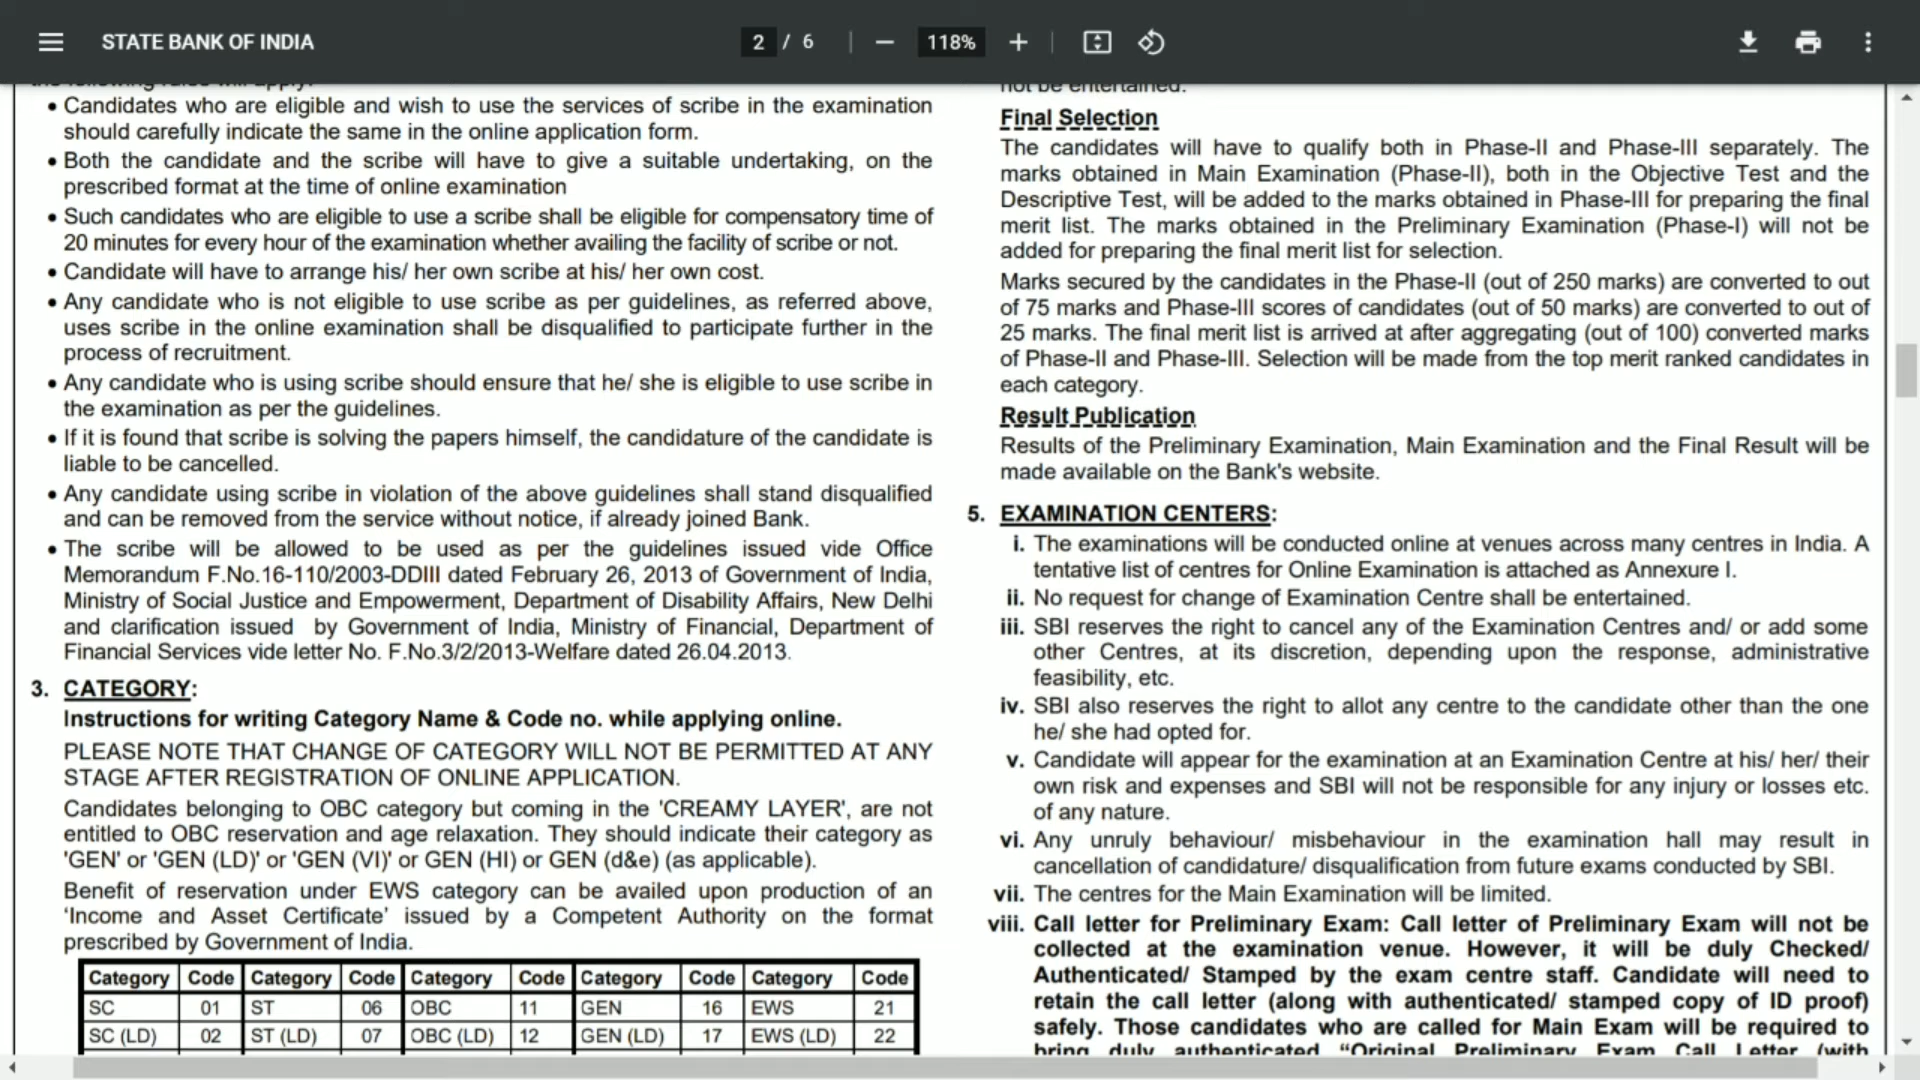 STATE BANK OF INDIA
2 / 6
118%
the following rules will apply:
• Candidates who are eligible and wish to use the services of scribe in the examination
should carefully indicate the same in the online application form.
• Both the candidate and the scribe will have to give a suitable undertaking, on the
prescribed format at the time of online examination
• Such candidates who are eligible to use a scribe shall be eligible for compensatory time of
20 minutes for every hour of the examination whether availing the facility of scribe or not.
• Candidate will have to arrange his/ her own scribe at his/ her own cost.
• Any candidate who is not eligible to use scribe as per guidelines, as referred above,
uses scribe in the online examination shall be disqualified to participate further in the
process of recruitment.
• Any candidate who is using scribe should ensure that he/ she is eligible to use scribe in
the examination as per the guidelines.
• If it is found that scribe is solving the papers himself, the candidature of the candidate is
liable to be cancelled.
• Any candidate using scribe in violation of the above guidelines shall stand disqualified
and can be removed from the service without notice, if already joined Bank.
• The scribe will be allowed to be used as per the guidelines issued vide Office
Memorandum F.No.16-110/2003-DDIII dated February 26, 2013 of Government of India,
Ministry of Social Justice and Empowerment, Department of Disability Affairs, New Delhi
and clarification issued by Government of India, Ministry of Financial, Department of
Financial Services vide letter No. F.No.3/2/2013-Welfare dated 26.04.2013.
3. CATEGORY:
Instructions for writing Category Name & Code no. while applying online.
PLEASE NOTE THAT CHANGE OF CATEGORY WILL NOT BE PERMITTED AT ANY
STAGE AFTER REGISTRATION OF ONLINE APPLICATION.
Candidates belonging to OBC category but coming in the 'CREAMY LAYER', are not
entitled to OBC reservation and age relaxation. They should indicate their category as
'GEN' or 'GEN (LD)' or 'GEN (VI)' or GEN (HI) or GEN (d&e) (as applicable).
Benefit of reservation under EWS category can be availed upon production of an
‘Income and Asset Certificate’ issued by a Competent Authority on the format
prescribed by Government of India.
Category Code Category Code Category Code Category Code Category Code
SC 01 ST 06 OBC 11 GEN 16 EWS 21
SC (LD) 02 ST (LD) 07 OBC (LD) 12 GEN (LD) 17 EWS (LD) 22
not be entertained.
Final Selection
The candidates will have to qualify both in Phase-II and Phase-III separately. The
marks obtained in Main Examination (Phase-II), both in the Objective Test and the
Descriptive Test, will be added to the marks obtained in Phase-III for preparing the final
merit list. The marks obtained in the Preliminary Examination (Phase-I) will not be
added for preparing the final merit list for selection.
Marks secured by the candidates in the Phase-II (out of 250 marks) are converted to out
of 75 marks and Phase-III scores of candidates (out of 50 marks) are converted to out of
25 marks. The final merit list is arrived at after aggregating (out of 100) converted marks
of Phase-II and Phase-III. Selection will be made from the top merit ranked candidates in
each category.
Result Publication
Results of the Preliminary Examination, Main Examination and the Final Result will be
made available on the Bank's website.
5. EXAMINATION CENTERS:
i. The examinations will be conducted online at venues across many centres in India. A
tentative list of centres for Online Examination is attached as Annexure I.
ii. No request for change of Examination Centre shall be entertained.
iii. SBI reserves the right to cancel any of the Examination Centres and/ or add some
other Centres, at its discretion, depending upon the response, administrative
feasibility, etc.
iv. SBI also reserves the right to allot any centre to the candidate other than the one
he/ she had opted for.
v. Candidate will appear for the examination at an Examination Centre at his/ her/ their
own risk and expenses and SBI will not be responsible for any injury or losses etc.
of any nature.
vi. Any unruly behaviour/ misbehaviour in the examination hall may result in
cancellation of candidature/ disqualification from future exams conducted by SBI.
vii. The centres for the Main Examination will be limited.
viii. Call letter for Preliminary Exam: Call letter of Preliminary Exam will not be
collected at the examination venue. However, it will be duly Checked/
Authenticated/ Stamped by the exam centre staff. Candidate will need to
retain the call letter (along with authenticated/ stamped copy of ID proof)
safely. Those candidates who are called for Main Exam will be required to
bring duly authenticated “Original Preliminary Exam Call Letter (with